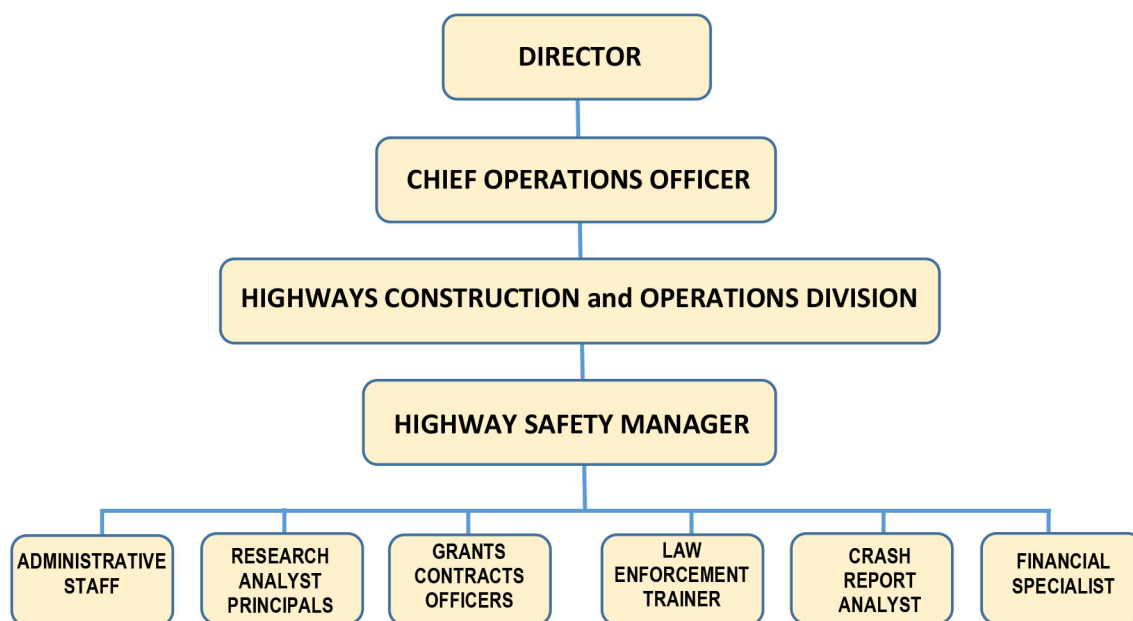 DIRECTOR
CHIEF OPERATIONS OFFICER
HIGHWAYS CONSTRUCTION and OPERATIONS DIVISION
HIGHWAY SAFETY MANAGER
ADMINISTRATIVE
STAFF
RESEARCH
ANALYST
PRINCIPALS
GRANTS
CONTRACTS
OFFICERS
LAW
ENFORCEMENT
TRAINER
CRASH
REPORT
ANALYST
FINANCIAL
SPECIALIST